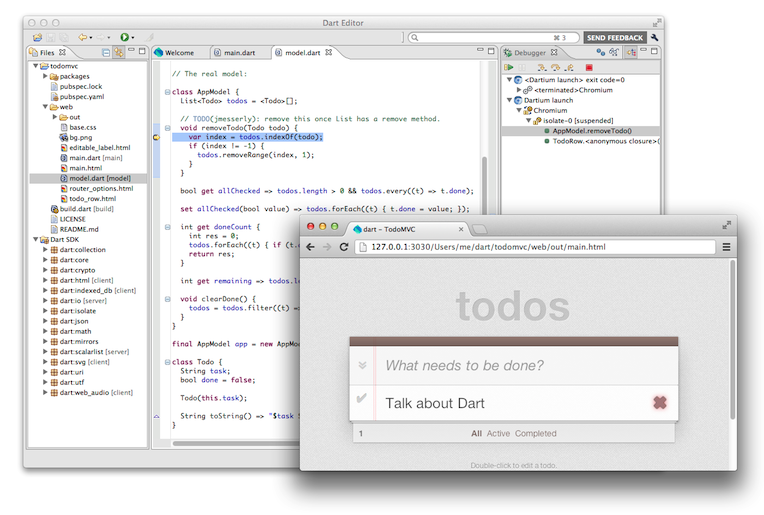 Dart Editor
3
SEND FEEDBACK
Files
todomvc
packages
pubspec.lock
pubspec.yaml
web
out
base.css
bg.png
editable_label.html
main.dart [main]
main.html
model.dart [model]
router_options.html
todo_row.html
build.dart [build]
LICENSE
README.md
Dart SDK
dart:collection
dart:core
dart:crypto
dart:html [client]
dart:indexed_db [client]
dart:io [server]
dart:isolate
dart:json
dart:math
dart:mirrors
dart:scalarlist [server]
dart:svg [client]
dart:uri
dart:utf
dart:web_audio [client]
Welcome
main.dart
model.dart
// The real model:
class AppModel {
List<Todo> todos = <Todo>[];
// TODO(jmesserly): remove this once List has a remove method.
void removeTodo(Todo todo) {
var index = todos.indexOf(todo);
if (index != -1) {
todos.removeRange(index, 1);
}
}
bool get allChecked => todos.length > 0 && todos.every((t) => t.done);
set allChecked(bool value) => todos.forEach((t) { t.done = value; });
int get doneCount {
int res = 0;
todos.forEach((t) { if (t.
return res;
}
int get remaining => todos.l
void clearDone() {
todos = todos.filter((t) =>
}
}
final AppModel app = new AppMod
class Todo {
String task;
bool done = false;
Todo(this.task);
String toString() => "$task
}
Debugger
<Dartium launch> exit code=0
<terminated>Chromium
Dartium launch
Chromium
isolate-0 [suspended]
AppModel.removeTodo()
TodoRow.<anonymous closure>(
dart - TodoMVC
127.0.0.1:3030/Users/me/dart/todomvc/web/out/main.html
todos
What needs to be done?
Talk about Dart
1
All Active Completed
Double-click to edit a todo.